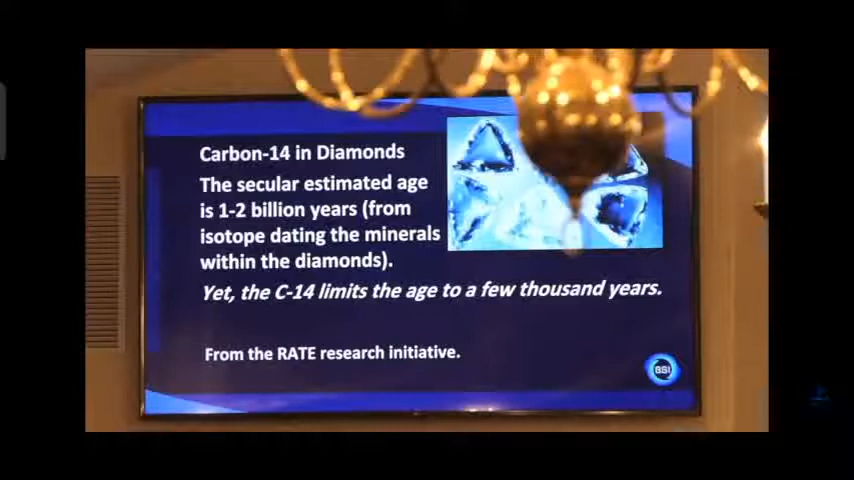 Carbon-14 in Diamonds
The secular estimated age
is 1-2 billion years (from
isotope dating the minerals
within the diamonds).
Yet, the C-14 limits the age to a few thousand years.
From the RATE research initiative.
BSI